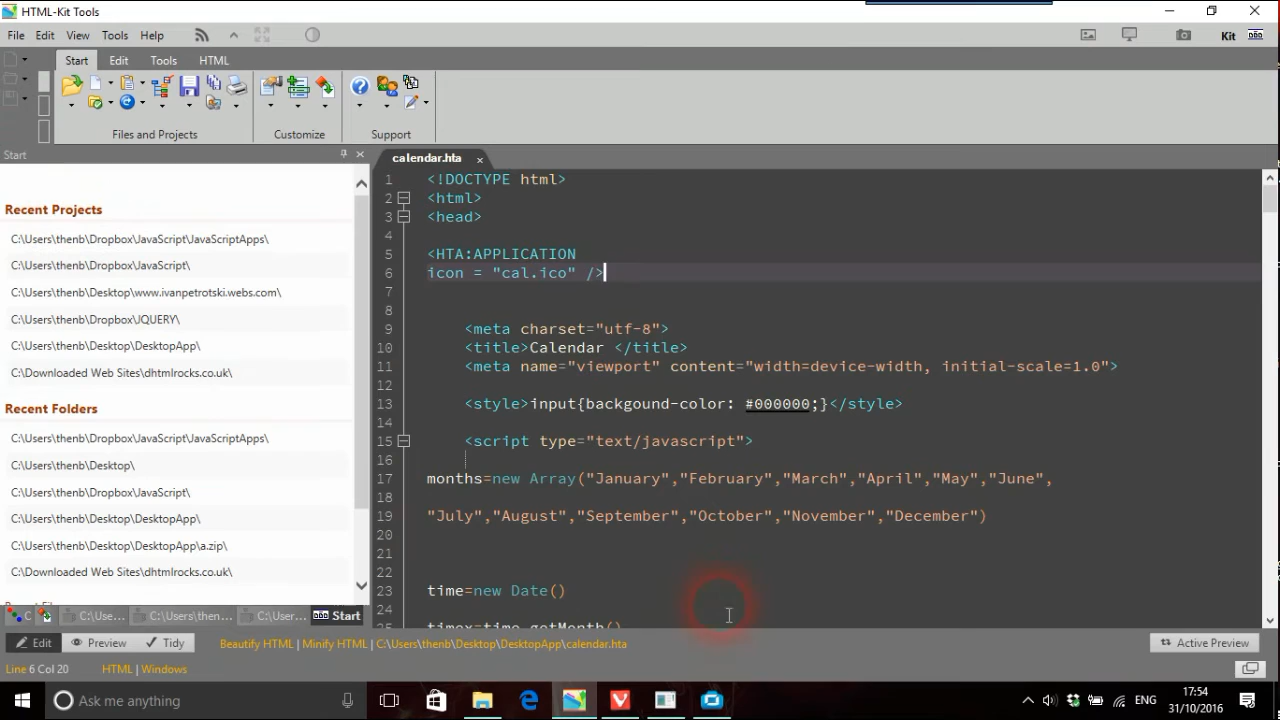 HTML-Kit Tools
File Edit View Tools Help
Kit
Start Edit Tools HTML
Files and Projects Customize Support
Start
calendar.hta
Recent Projects
C:\Users\thenb\Dropbox\JavaScript\JavaScriptApps\
C:\Users\thenb\Dropbox\JavaScript\
C:\Users\thenb\Desktop\www.ivanpetrotski.webs.com\
C:\Users\thenb\Dropbox\JQUERY\
C:\Users\thenb\Desktop\DesktopApp\
C:\Downloaded Web Sites\dhtmlrocks.co.uk\
Recent Folders
C:\Users\thenb\Dropbox\JavaScript\JavaScriptApps\
C:\Users\thenb\Desktop\
C:\Users\thenb\Dropbox\JavaScript\
C:\Users\thenb\Desktop\DesktopApp\
C:\Users\thenb\Desktop\DesktopApp\a.zip\
C:\Downloaded Web Sites\dhtmlrocks.co.uk\
1 <!DOCTYPE html>
2 <html>
3 <head>
4
5 <HTA:APPLICATION
6 icon = "cal.ico" />
7
8
9 <meta charset="utf-8">
10 <title>Calendar </title>
11 <meta name="viewport" content="width=device-width, initial-scale=1.0">
12
13 <style>input{backgound-color: #000000;}</style>
14
15 <script type="text/javascript">
16
17 months=new Array("January","February","March","April","May","June",
18
19 "July","August","September","October","November","December")
20
21
22
23 time=new Date()
24
25 timex=time.getMonth()
C C:\Use... C:\Users\then... C:\User... Start
Edit Preview Tidy Beautify HTML | Minify HTML | C:\Users\thenb\Desktop\DesktopApp\calendar.hta Active Preview
Line 6 Col 20 HTML | Windows
Ask me anything
ENG
17:54
31/10/2016